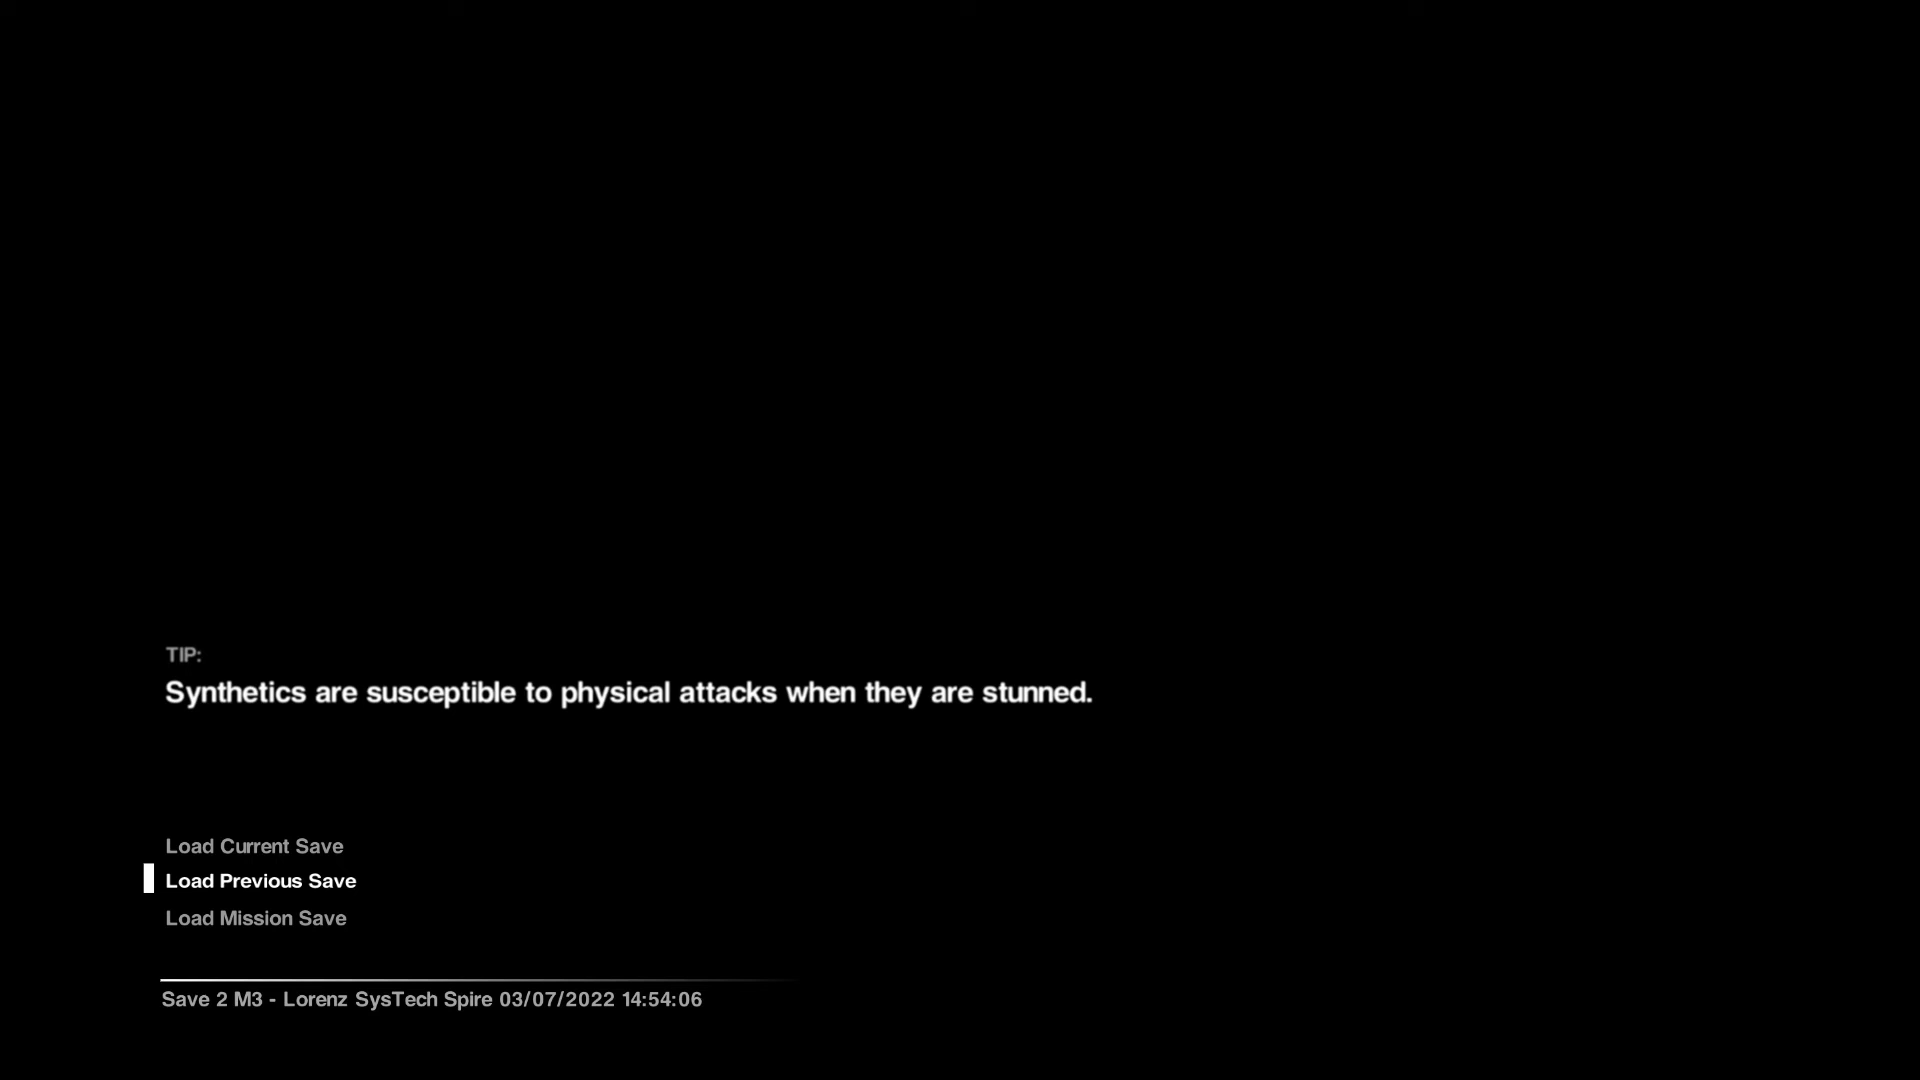 TIP:
Synthetics are susceptible to physical attacks when they are stunned.
Load Current Save
Load Previous Save
Load Mission Save
Save 2 M3 - Lorenz SysTech Spire 03/07/2022 14:54:06